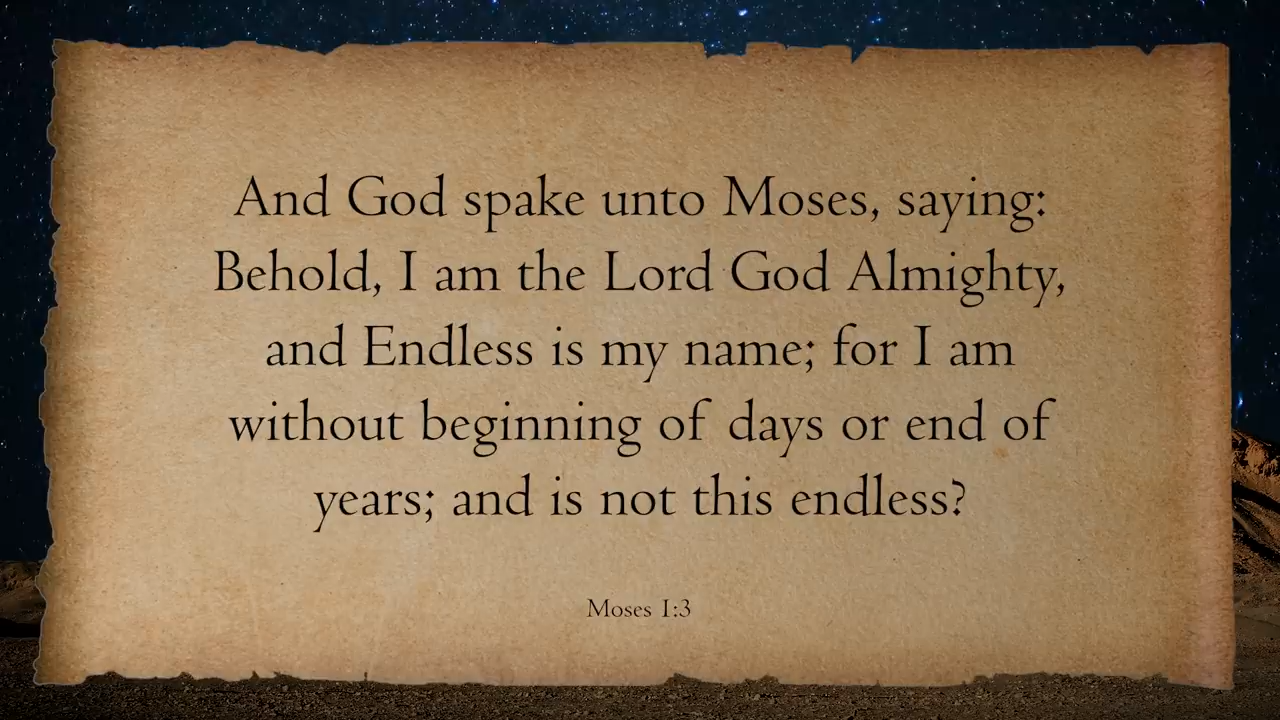 And God spake unto Moses, saying:
Behold, I am the Lord God Almighty,
and Endless is my name; for I am
without beginning of days or end of
years; and is not this endless?
Moses 1:3